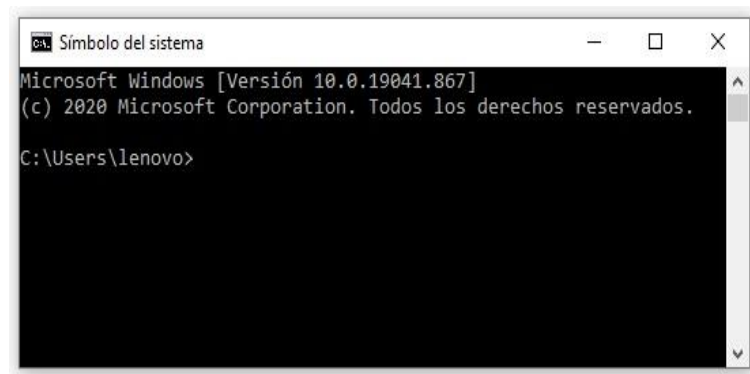 Símbolo del sistema
Microsoft Windows [Versión 10.0.19041.867]
(c) 2020 Microsoft Corporation. Todos los derechos reservados.
C:\Users\lenovo>